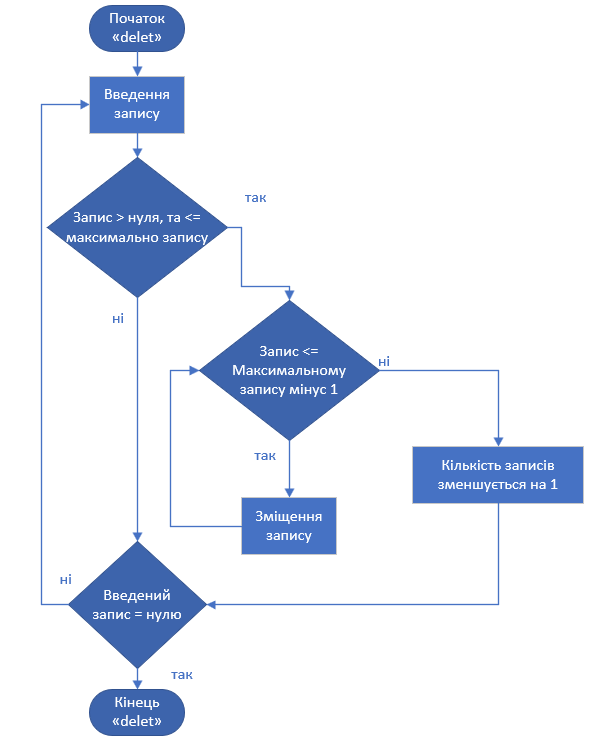 Початок
«delet»
Введення
запису
так
Запис > нуля, та <=
максимально запису
ні
Запис <=
Максимальному
запису мінус 1
ні
так
Кількість записів
зменшується на 1
Зміщення
запису
ні
Введений
запис = нулю
так
Кінець
«delet»